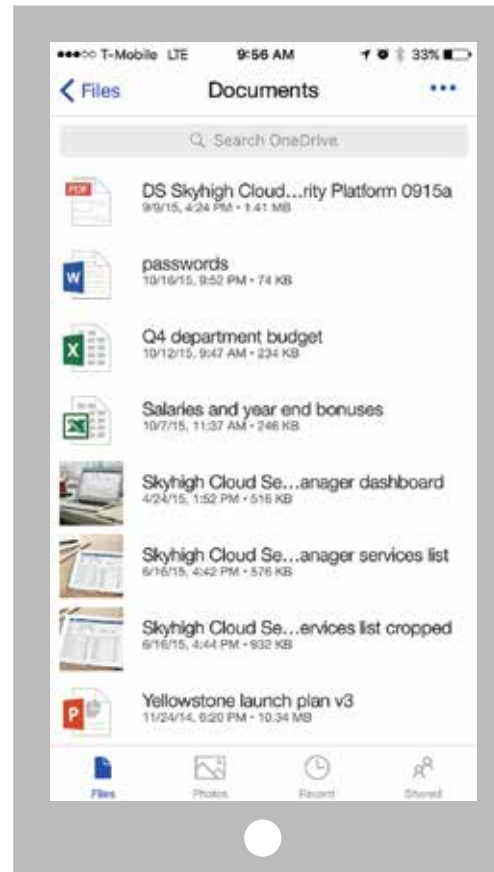 T-Mobile LTE 9:56 AM 33%
Files Documents
Search OneDrive
PDF
DS Skyhigh Cloud...rity Platform 0915a
9/9/15, 4:24 PM • 1.41 MB
W
passwords
10/16/15, 9:52 PM • 74 KB
X
Q4 department budget
10/12/15, 9:47 AM • 234 KB
X
Salaries and year end bonuses
10/7/15, 11:37 AM • 246 KB
Skyhigh Cloud Se...anager dashboard
4/24/15, 1:52 PM • 516 KB
Skyhigh Cloud Se...anager services list
6/16/15, 4:42 PM • 576 KB
Skyhigh Cloud Se...ervices list cropped
6/16/15, 4:44 PM • 932 KB
P
Yellowstone launch plan v3
11/24/14, 6:20 PM • 10.34 MB
Files Photos Recent Shared